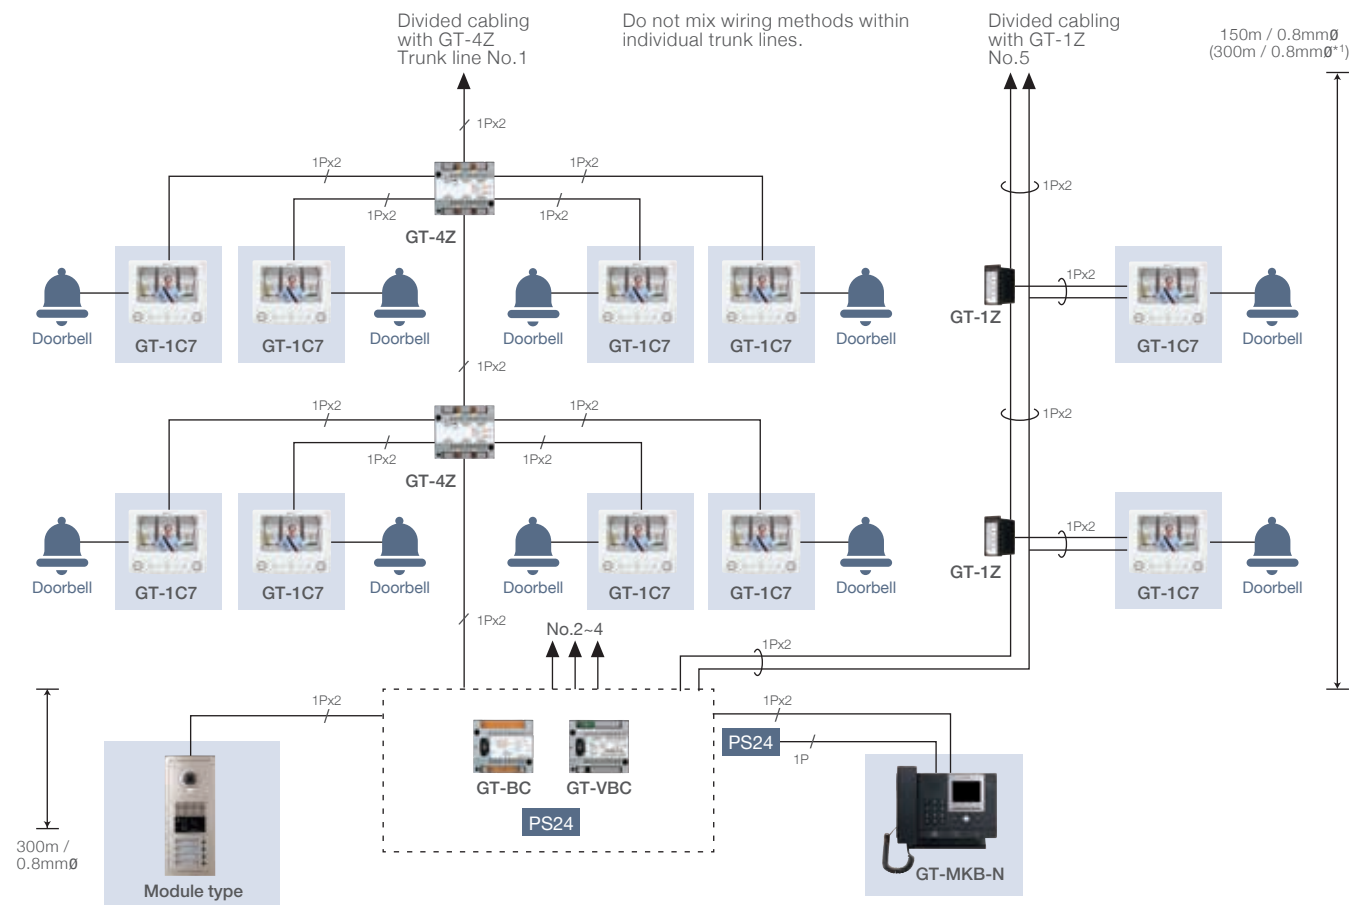 Divided cabling
with GT-4Z
Trunk line No.1
Do not mix wiring methods within
individual trunk lines.
Divided cabling
with GT-1Z
No.5
150m / 0.8mmØ
(300m / 0.8mmØ*1)
1Px2
1Px2
1Px2
1Px2
1Px2
GT-4Z
1Px2
1Px2
GT-1Z
Doorbell
GT-1C7
GT-1C7
Doorbell
Doorbell
GT-1C7
GT-1C7
Doorbell
GT-1C7
Doorbell
1Px2
1Px2
1Px2
1Px2
1Px2
1Px2
GT-4Z
1Px2
GT-1Z
Doorbell
GT-1C7
GT-1C7
Doorbell
Doorbell
GT-1C7
GT-1C7
Doorbell
GT-1C7
Doorbell
1Px2
No.2~4
1Px2
1Px2
1Px2
PS24
1P
GT-BC
GT-VBC
PS24
300m /
0.8mmØ
Module type
GT-MKB-N